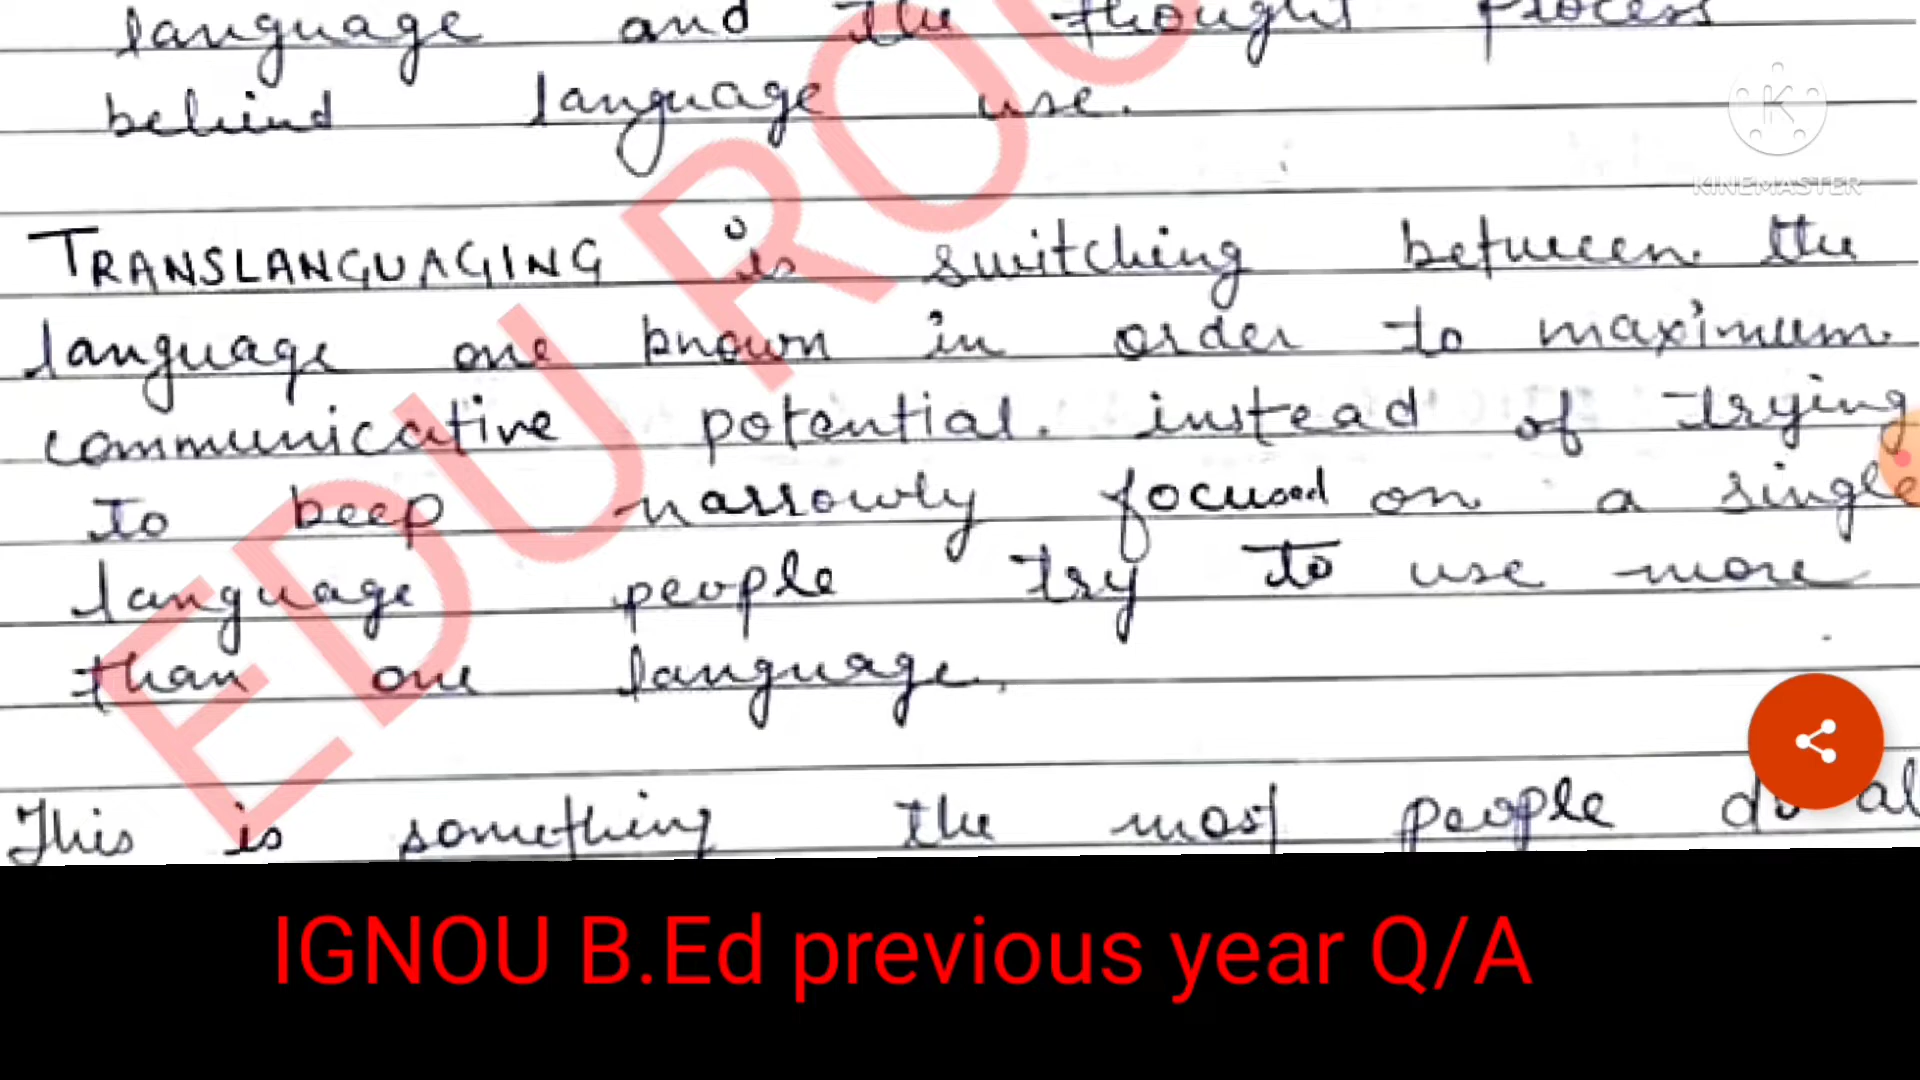 language and the thought process
behind language use.
KINEMASTER
TRANSLANGUAGING is switching between the
language one known in order to maximum
communicative potential. instead of trying
to keep narrowly focused on a single
language people try to use more
than one language.
This is something the most people do al
EDU ROU
IGNOU B.Ed previous year Q/A